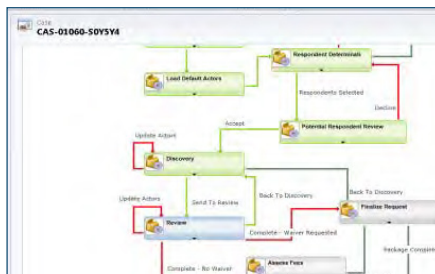 Case
CAS-01060-S0Y5Y4
Respondent Determinati
Load Default Actors
Respondents Selected
Decline
Accept
Potential Respondent Review
Update Actors
Discovery
Back To Discovery
Send To Review
Back To Discovery
Update Actors
Finalize Request
Review
Complete - Waiver Requested
Package Complet
Assess Fees
Complete - No Waiver